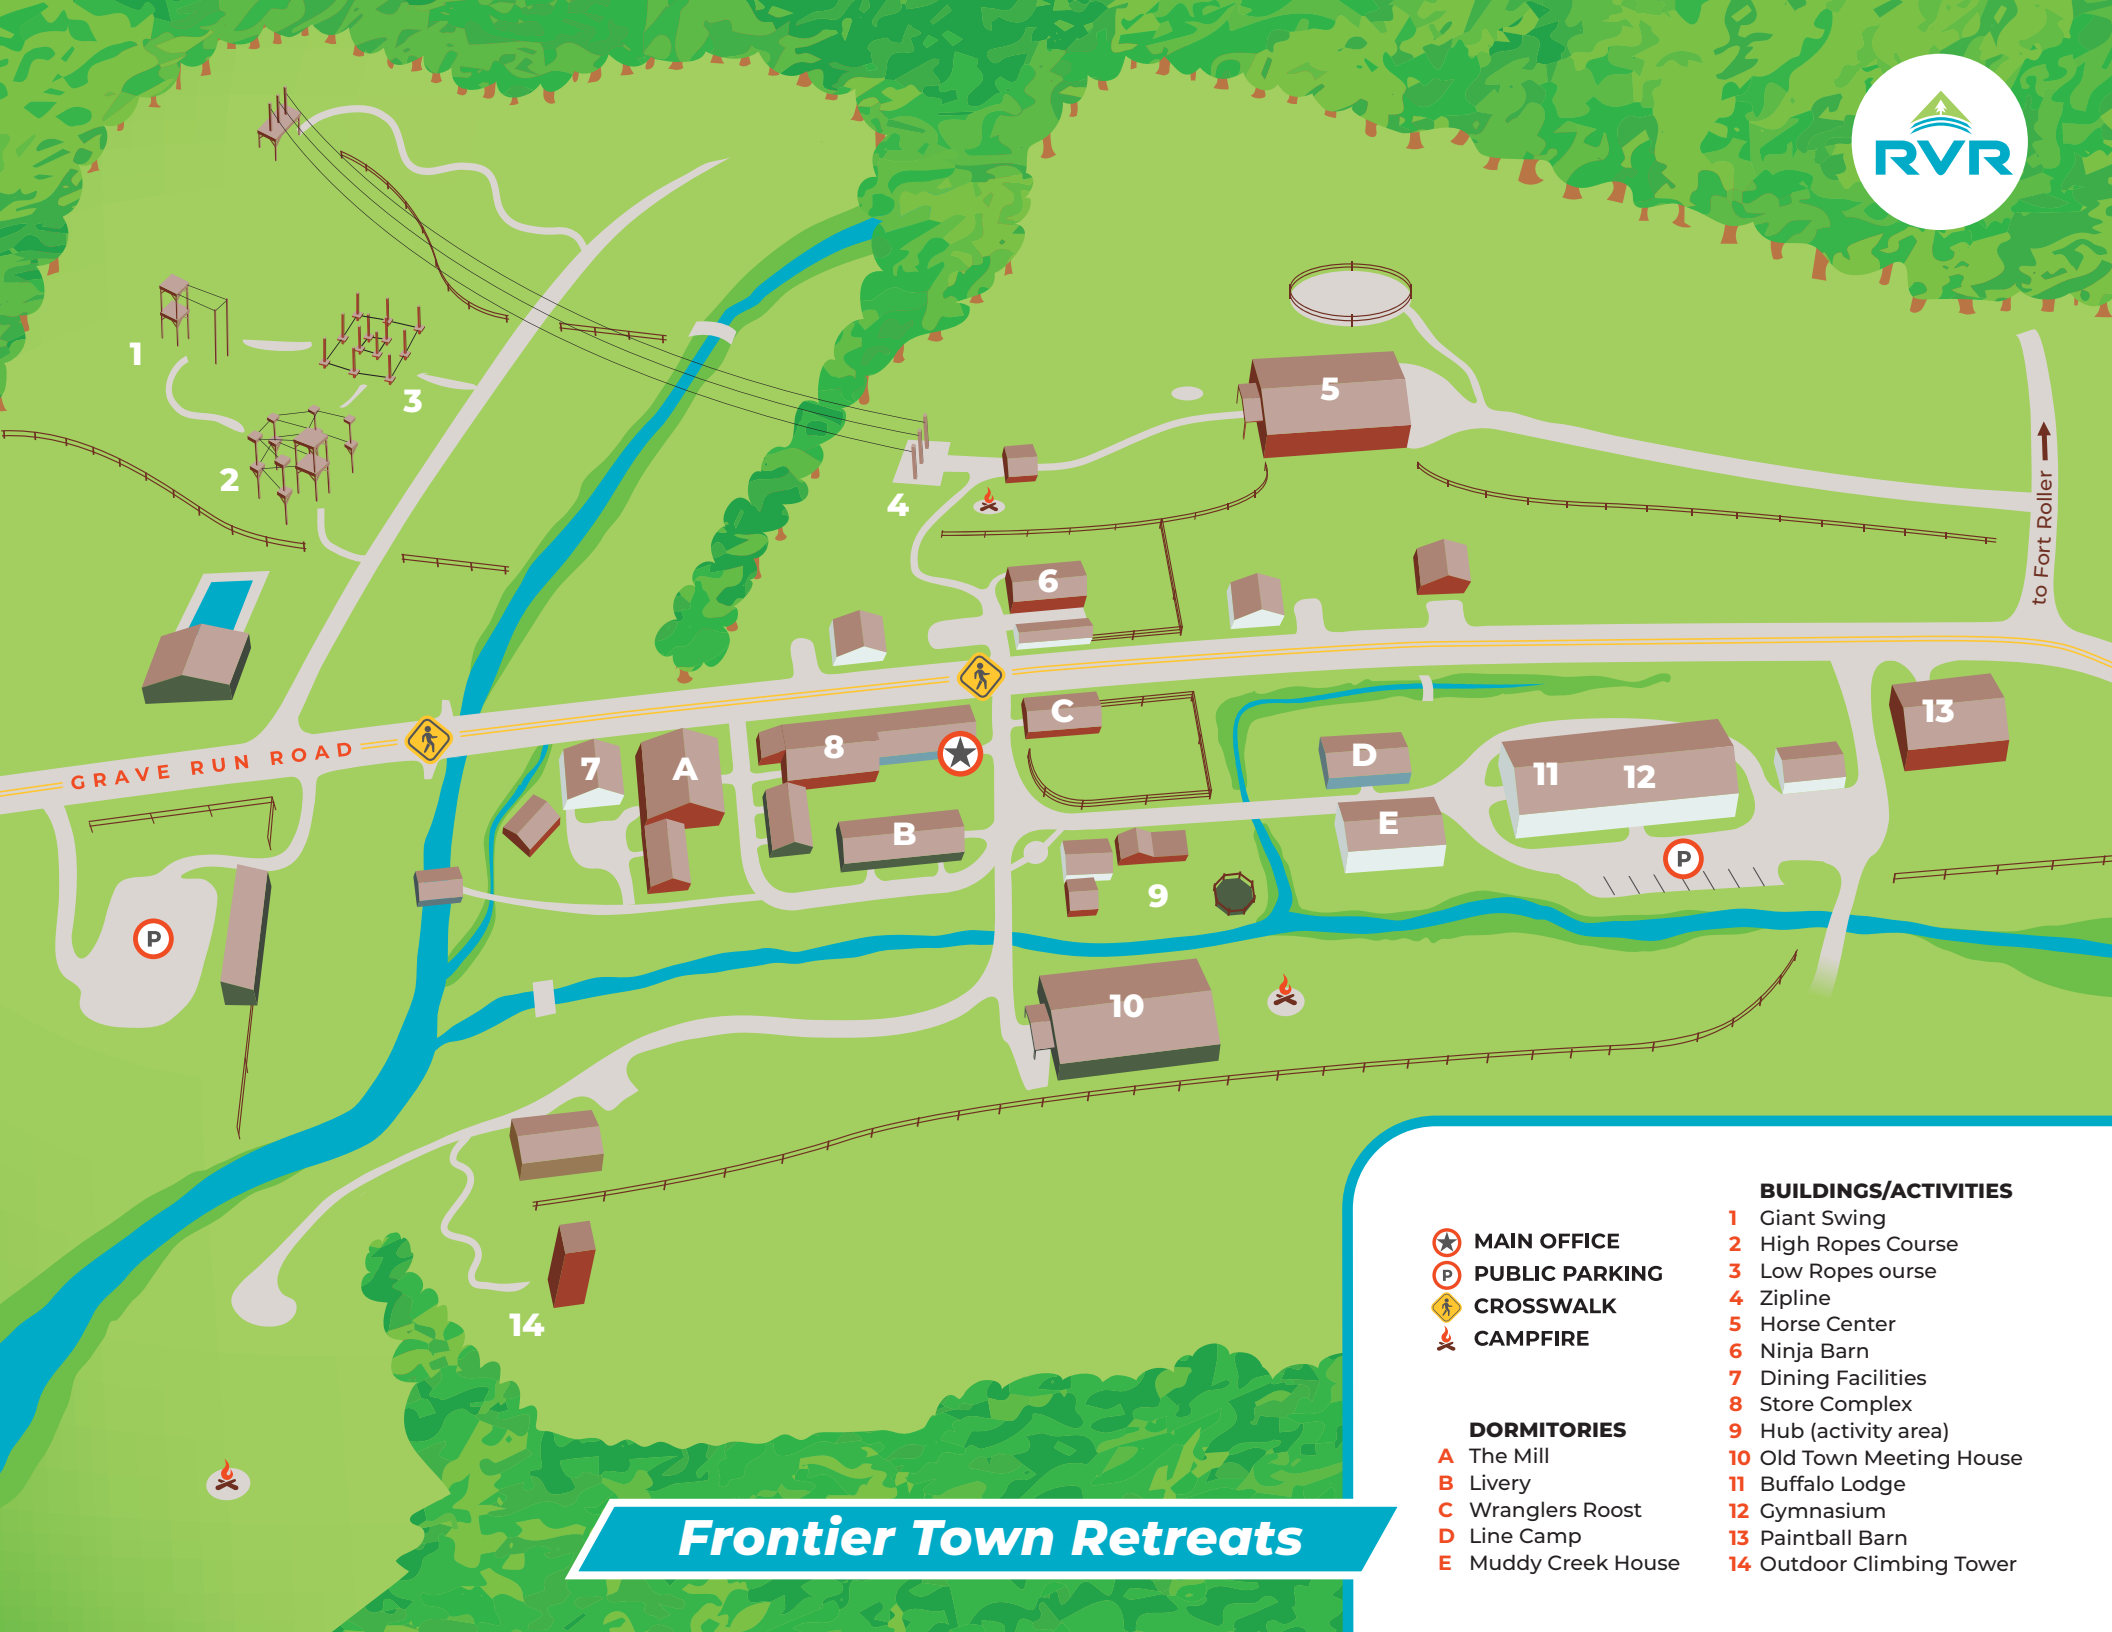 RVR
1
3
2
4
5
to Fort Roller
6
C
13
GRAVE RUN ROAD
7
A
8
D
11
12
B
E
P
9
P
10
14
MAIN OFFICE
P PUBLIC PARKING
CROSSWALK
CAMPFIRE
DORMITORIES
A The Mill
B Livery
C Wranglers Roost
D Line Camp
E Muddy Creek House
BUILDINGS/ACTIVITIES
1 Giant Swing
2 High Ropes Course
3 Low Ropes ourse
4 Zipline
5 Horse Center
6 Ninja Barn
7 Dining Facilities
8 Store Complex
9 Hub (activity area)
10 Old Town Meeting House
11 Buffalo Lodge
12 Gymnasium
13 Paintball Barn
14 Outdoor Climbing Tower
Frontier Town Retreats